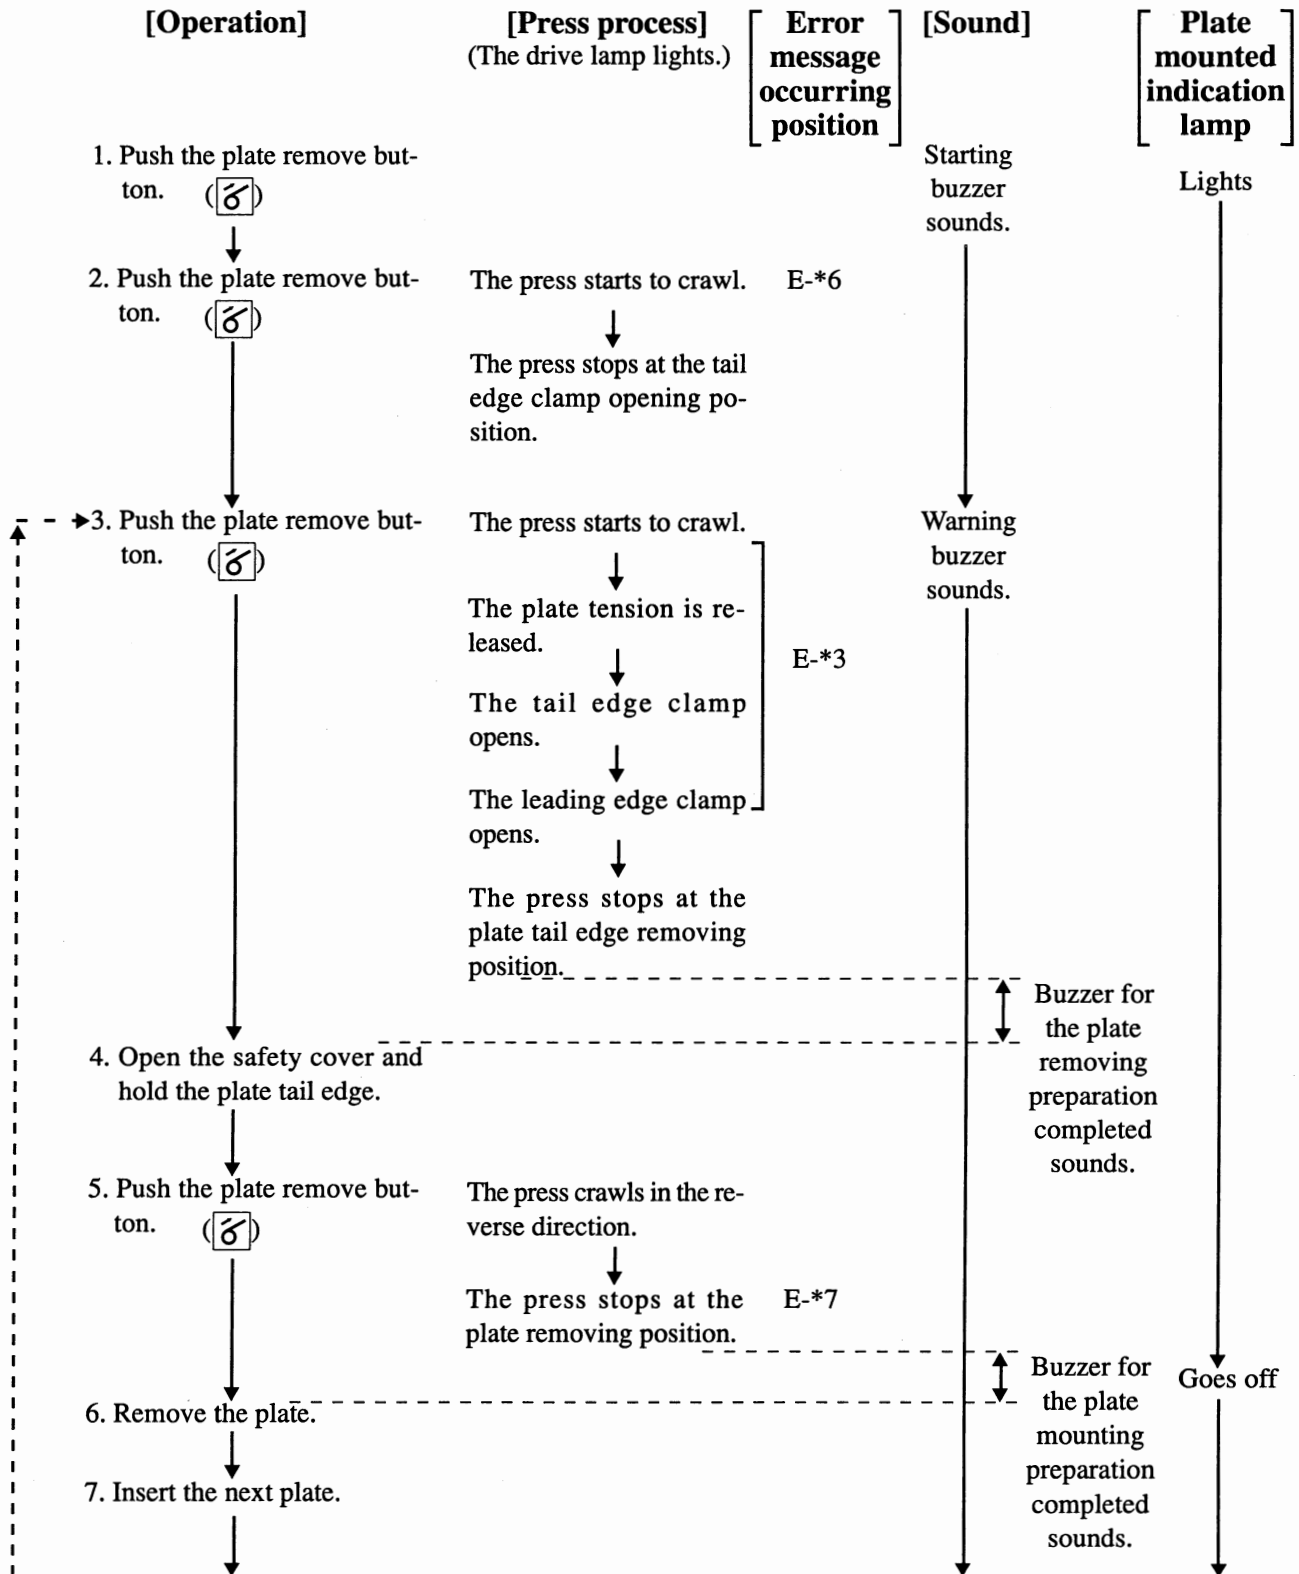 [Operation]
[Press process]
(The drive lamp lights.)
[Error
message
occurring
position]
[Sound]
[Plate
mounted
indication
lamp]
1. Push the plate remove but-
ton. ( )
Starting
buzzer
sounds.
Lights
2. Push the plate remove but-
ton. ( )
The press starts to crawl.
E-*6
The press stops at the tail
edge clamp opening po-
sition.
3. Push the plate remove but-
ton. ( )
The press starts to crawl.
Warning
buzzer
sounds.
The plate tension is re-
leased.
E-*3
The tail edge clamp
opens.
The leading edge clamp
opens.
The press stops at the
plate tail edge removing
position.
Buzzer for
the plate
removing
preparation
completed
sounds.
4. Open the safety cover and
hold the plate tail edge.
5. Push the plate remove but-
ton. ( )
The press crawls in the re-
verse direction.
The press stops at the
plate removing position.
E-*7
Buzzer for
the plate
mounting
preparation
completed
sounds.
Goes off
6. Remove the plate.
7. Insert the next plate.